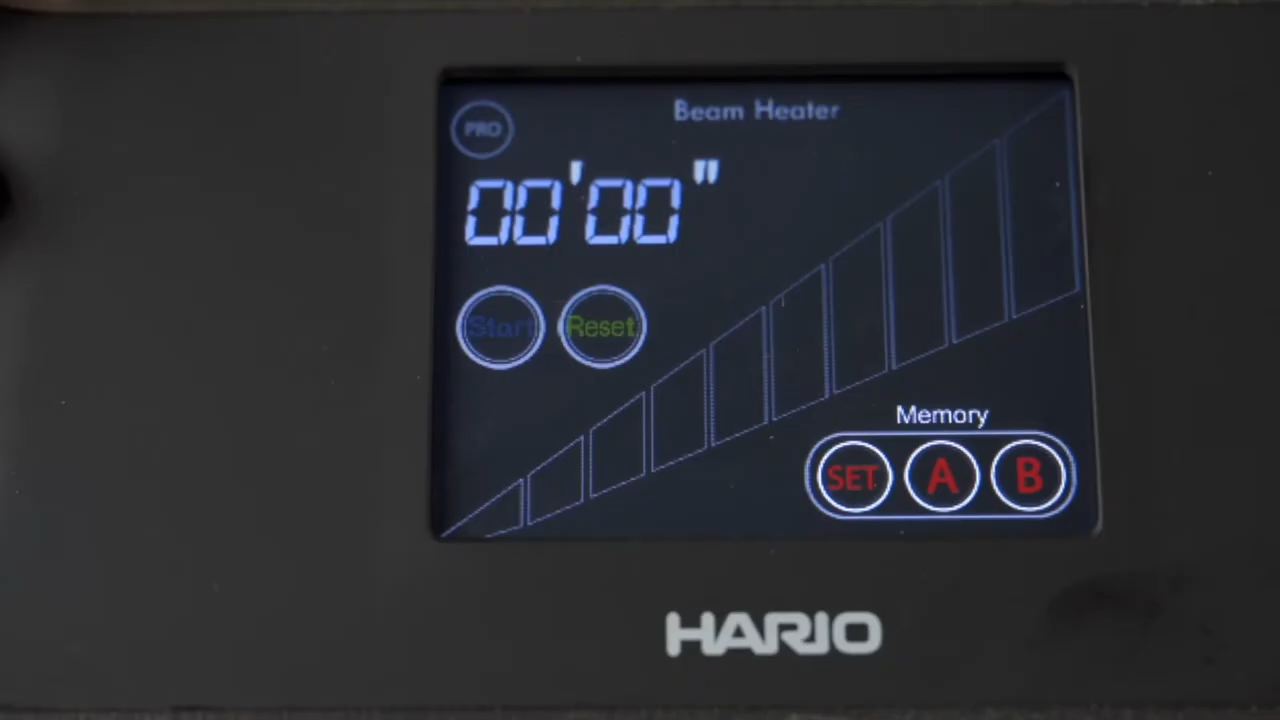 Beam Heater
PRO
00'00"
Start Reset
Memory
SET A B
HARIO